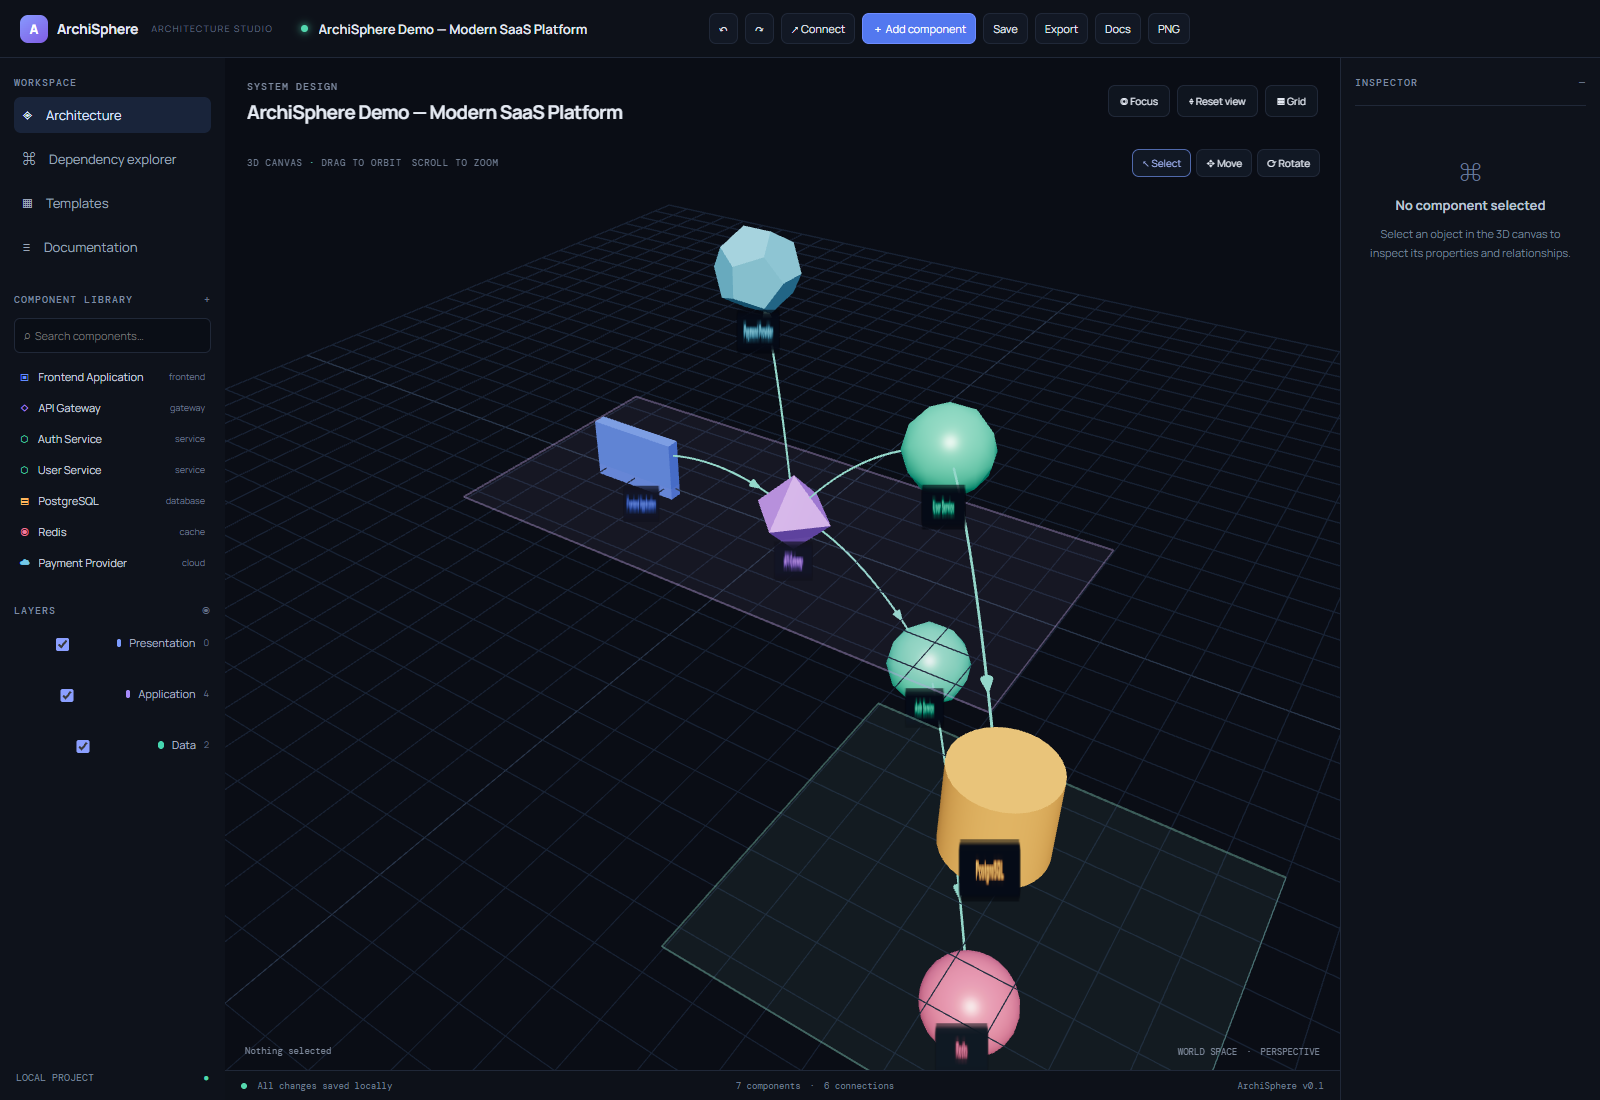 A ArchiSphere ARCHITECTURE STUDIO
ArchiSphere Demo — Modern SaaS Platform
Connect
+ Add component
Save
Export
Docs
PNG
WORKSPACE
Architecture
Dependency explorer
Templates
Documentation
COMPONENT LIBRARY +
Search components...
Frontend Application frontend
API Gateway gateway
Auth Service service
User Service service
PostgreSQL database
Redis cache
Payment Provider cloud
LAYERS
Presentation 0
Application 4
Data 2
LOCAL PROJECT
SYSTEM DESIGN
ArchiSphere Demo — Modern SaaS Platform
Focus
Reset view
Grid
3D CANVAS · DRAG TO ORBIT SCROLL TO ZOOM
Select
Move
Rotate
PostgreSQL
Nothing selected
WORLD SPACE · PERSPECTIVE
All changes saved locally
7 components · 6 connections
ArchiSphere v0.1
INSPECTOR —
No component selected
Select an object in the 3D canvas to
inspect its properties and relationships.